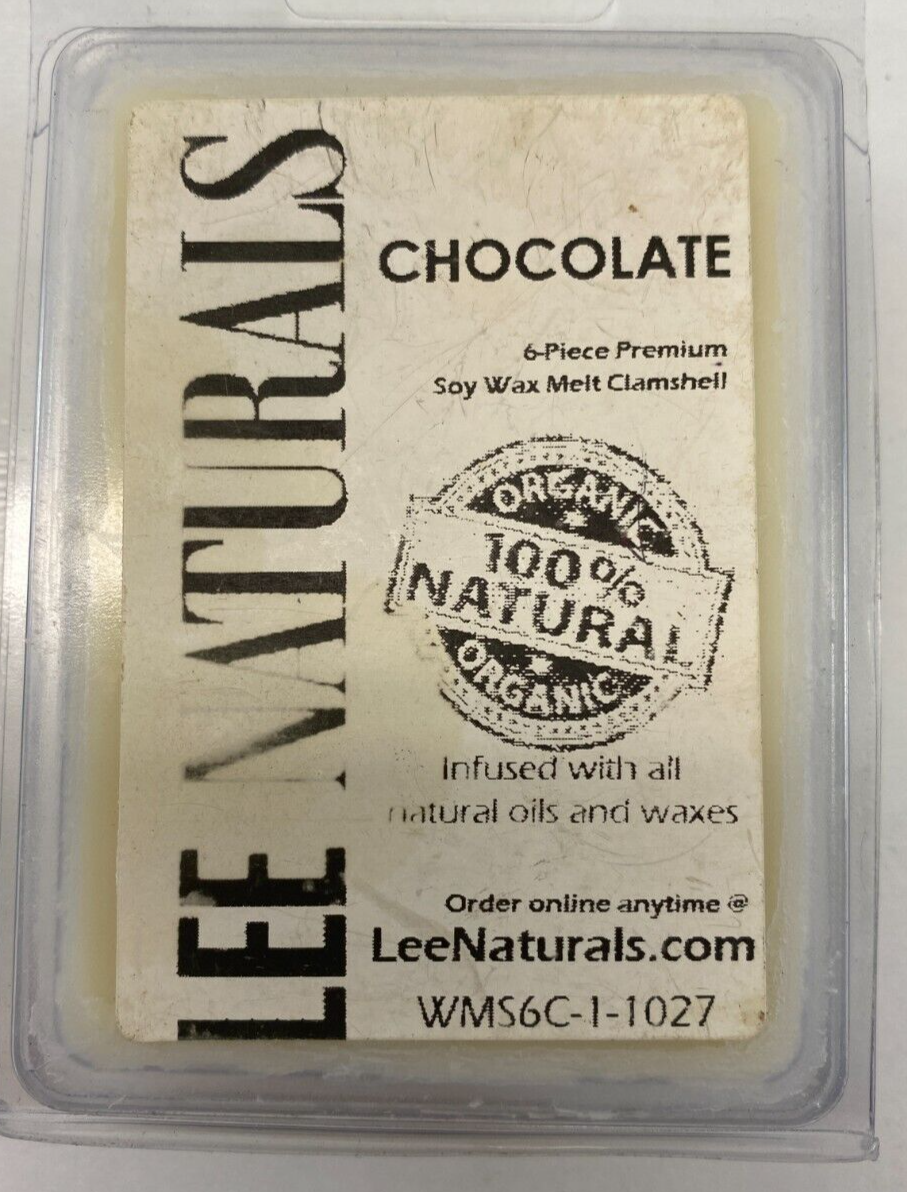 LEE NATURALS
CHOCOLATE
6-Piece Premium
Soy Wax Melt Clamshell
ORGANIC
100%
NATURAL
ORGANIC
Infused with all
natural oils and waxes
Order online anytime @
LeeNaturals.com
WMS6C-1-1027